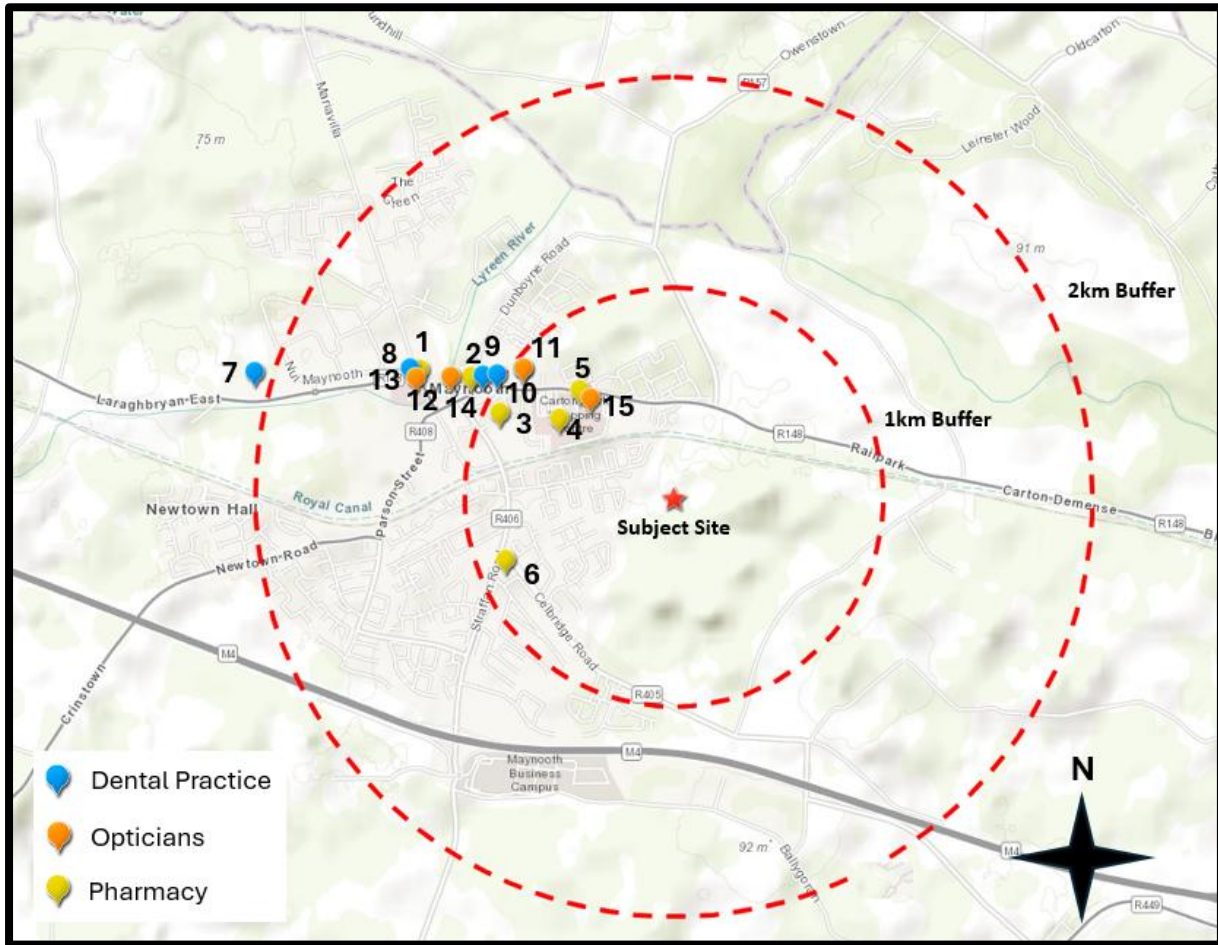 Owenstown
Oldcarton
R157
Mariavilla
75 m
Leinster Wood
The
Green
Lyreen River
Dunboyne Road
91 m
2km Buffer
1
8
2
9
11
7
5
Maynooth
13
12
14
10
15
Laraghbryan-East
3
4
1km Buffer
R408
R148
Railpark
Parson-Street
Royal Canal
Carton-Demense
Newtown Hall
R406
Subject Site
R148
Newtown-Road
6
Celbridge Road
M4
R405
Crinstown
M4
Maynooth
Business
Campus
Dental Practice
Opticians
Pharmacy
N
92 m
M4
R449